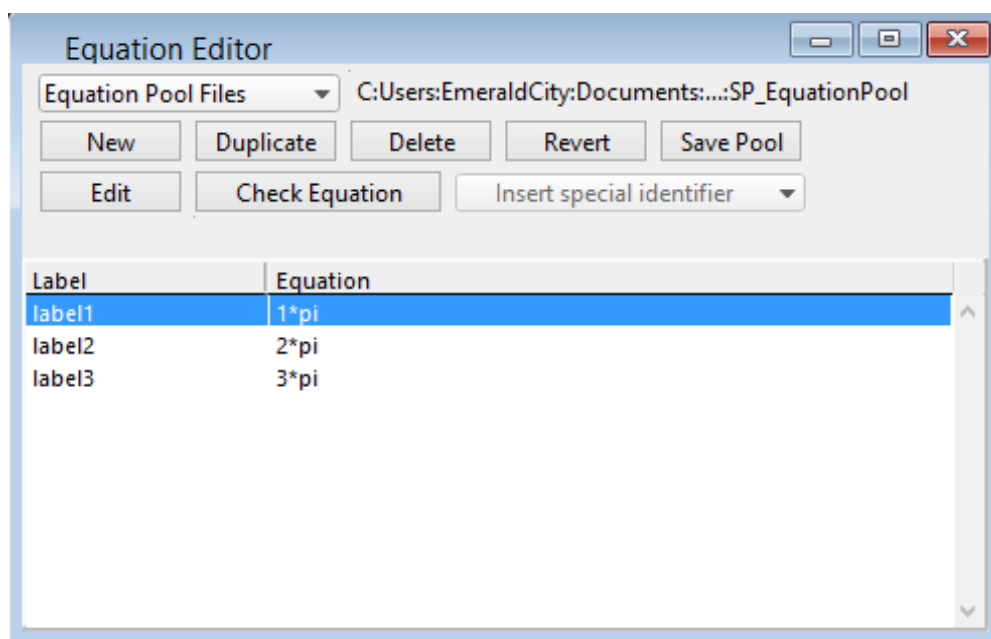 Equation Editor
Equation Pool Files C:Users:EmeraldCity:Documents:...:SP_EquationPool
New Duplicate Delete Revert Save Pool
Edit Check Equation Insert special identifier
Label Equation
label1 1*pi
label2 2*pi
label3 3*pi